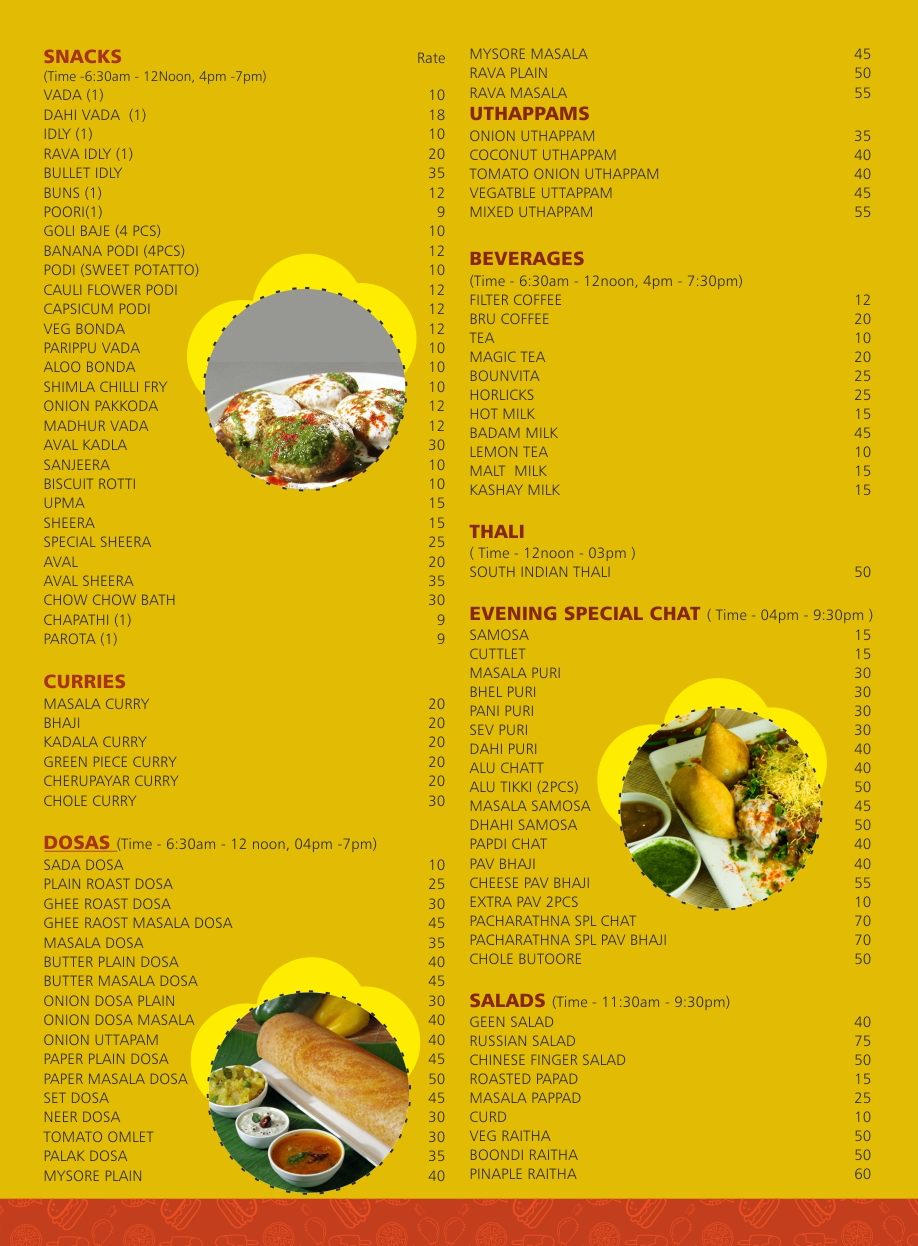 SNACKS Rate
(Time -6:30am - 12Noon, 4pm -7pm)
VADA (1) 10
DAHI VADA (1) 18
IDLY (1) 10
RAVA IDLY (1) 20
BULLET IDLY 35
BUNS (1) 12
POORI(1) 9
GOLI BAJE (4 PCS) 10
BANANA PODI (4PCS) 12
PODI (SWEET POTATTO) 10
CAULI FLOWER PODI 12
CAPSICUM PODI 12
VEG BONDA 12
PARIPPU VADA 10
ALOO BONDA 10
SHIMLA CHILLI FRY 10
ONION PAKKODA 12
MADHUR VADA 12
AVAL KADLA 30
SANJEERA 10
BISCUIT ROTTI 10
UPMA 15
SHEERA 15
SPECIAL SHEERA 25
AVAL 20
AVAL SHEERA 35
CHOW CHOW BATH 30
CHAPATHI (1) 9
PAROTA (1) 9
CURRIES
MASALA CURRY 20
BHAJI 20
KADALA CURRY 20
GREEN PIECE CURRY 20
CHERUPAYAR CURRY 20
CHOLE CURRY 30
DOSAS (Time - 6:30am - 12 noon, 04pm -7pm)
SADA DOSA 10
PLAIN ROAST DOSA 25
GHEE ROAST DOSA 30
GHEE RAOST MASALA DOSA 45
MASALA DOSA 35
BUTTER PLAIN DOSA 40
BUTTER MASALA DOSA 45
ONION DOSA PLAIN 30
ONION DOSA MASALA 40
ONION UTTAPAM 40
PAPER PLAIN DOSA 45
PAPER MASALA DOSA 50
SET DOSA 45
NEER DOSA 30
TOMATO OMLET 30
PALAK DOSA 35
MYSORE PLAIN 40
MYSORE MASALA 45
RAVA PLAIN 50
RAVA MASALA 55
UTHAPPAMS
ONION UTHAPPAM 35
COCONUT UTHAPPAM 40
TOMATO ONION UTHAPPAM 40
VEGATBLE UTTAPPAM 45
MIXED UTHAPPAM 55
BEVERAGES
(Time - 6:30am - 12noon, 4pm - 7:30pm)
FILTER COFFEE 12
BRU COFFEE 20
TEA 10
MAGIC TEA 20
BOUNVITA 25
HORLICKS 25
HOT MILK 15
BADAM MILK 45
LEMON TEA 10
MALT MILK 15
KASHAY MILK 15
THALI
( Time - 12noon - 03pm )
SOUTH INDIAN THALI 50
EVENING SPECIAL CHAT ( Time - 04pm - 9:30pm )
SAMOSA 15
CUTTLET 15
MASALA PURI 30
BHEL PURI 30
PANI PURI 30
SEV PURI 30
DAHI PURI 40
ALU CHATT 40
ALU TIKKI (2PCS) 50
MASALA SAMOSA 45
DHAHI SAMOSA 50
PAPDI CHAT 40
PAV BHAJI 40
CHEESE PAV BHAJI 55
EXTRA PAV 2PCS 10
PACHARATHNA SPL CHAT 70
PACHARATHNA SPL PAV BHAJI 70
CHOLE BUTOORE 50
SALADS (Time - 11:30am - 9:30pm)
GEEN SALAD 40
RUSSIAN SALAD 75
CHINESE FINGER SALAD 50
ROASTED PAPAD 15
MASALA PAPPAD 25
CURD 10
VEG RAITHA 50
BOONDI RAITHA 50
PINAPLE RAITHA 60